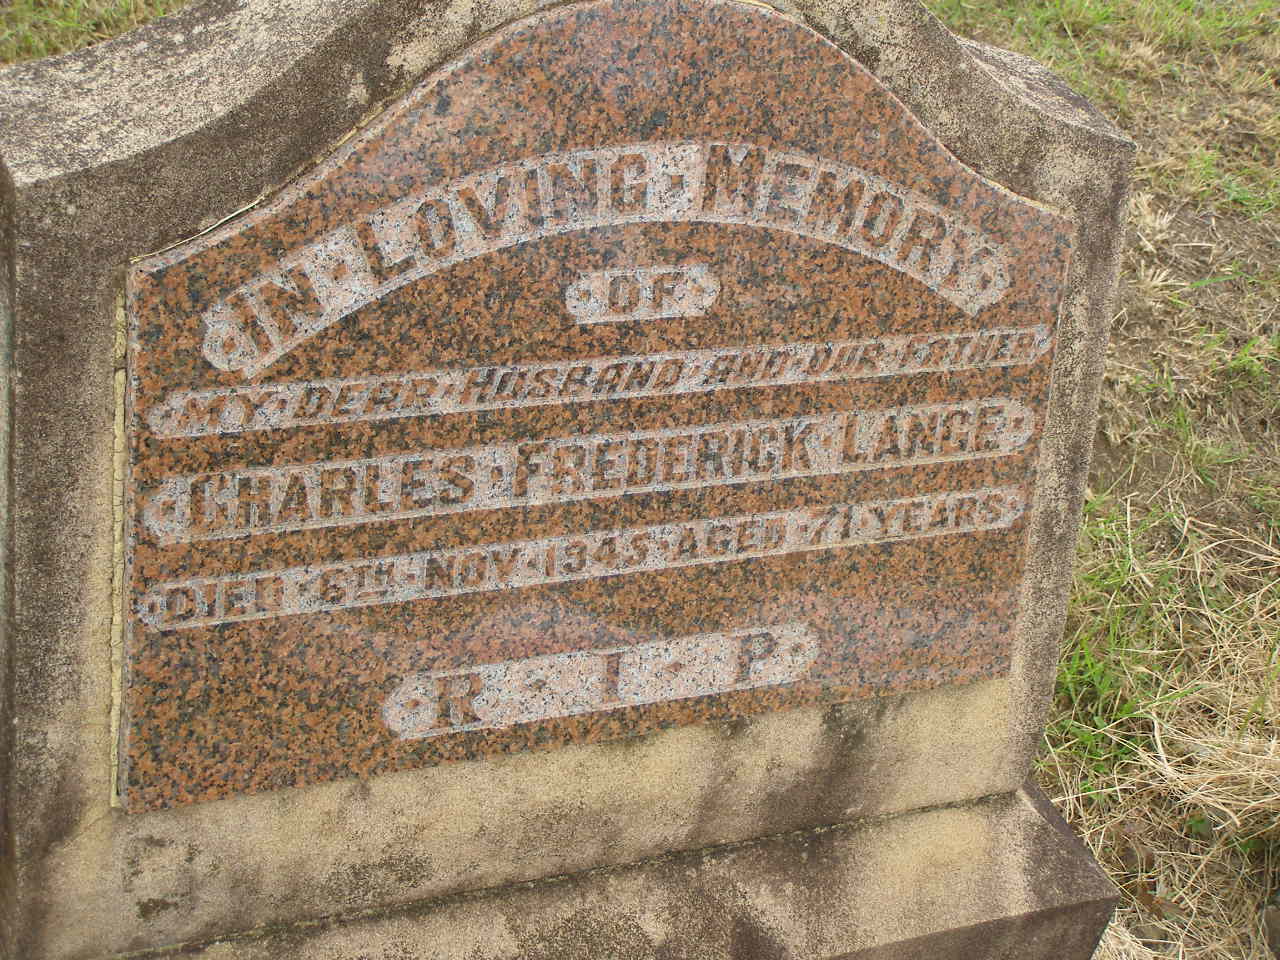 IN·LOVING·MEMORY
OF
MY·DEAR·HUSBAND·AND·OUR·FATHER
CHARLES·FREDERICK·LANCE
DIED·6TH·NOV·1945·AGED·71·YEARS
R·I·P